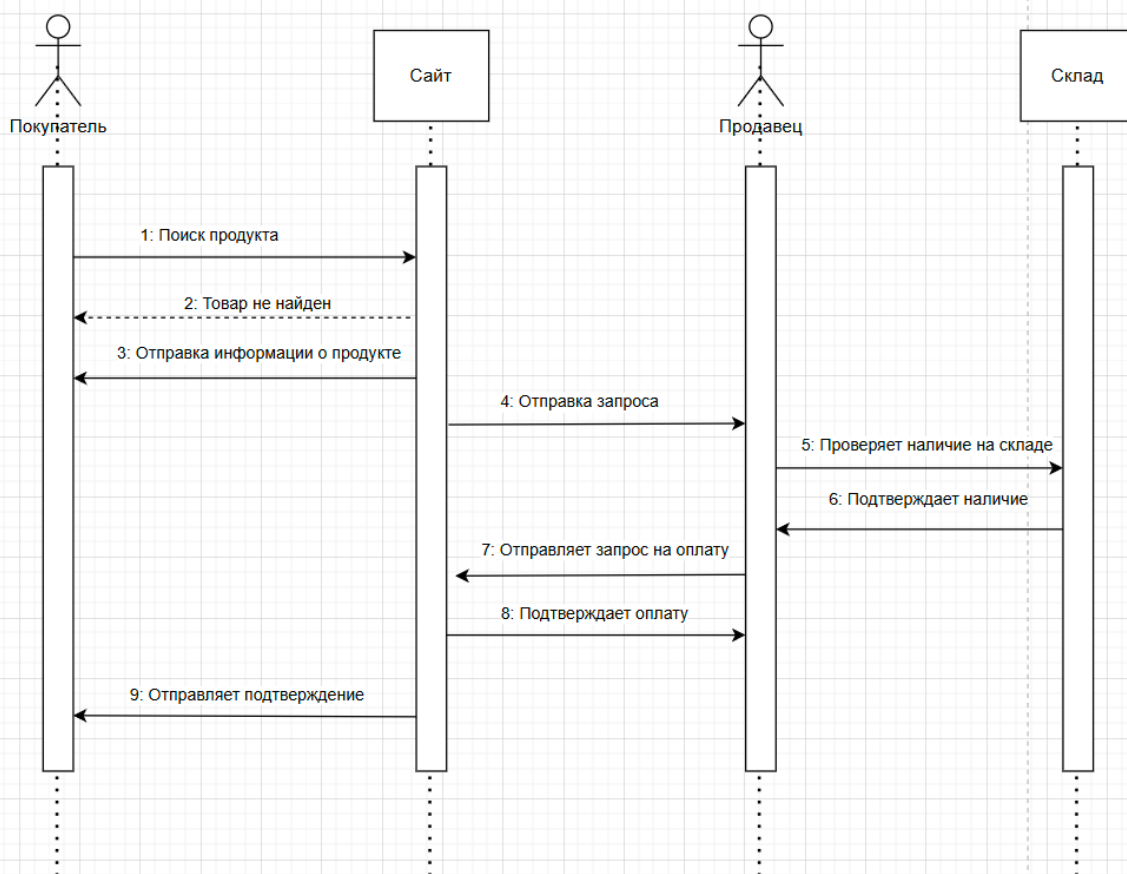 Покупатель
Сайт
Продавец
Склад
1: Поиск продукта
2: Товар не найден
3: Отправка информации о продукте
4: Отправка запроса
5: Проверяет наличие на складе
6: Подтверждает наличие
7: Отправляет запрос на оплату
8: Подтверждает оплату
9: Отправляет подтверждение